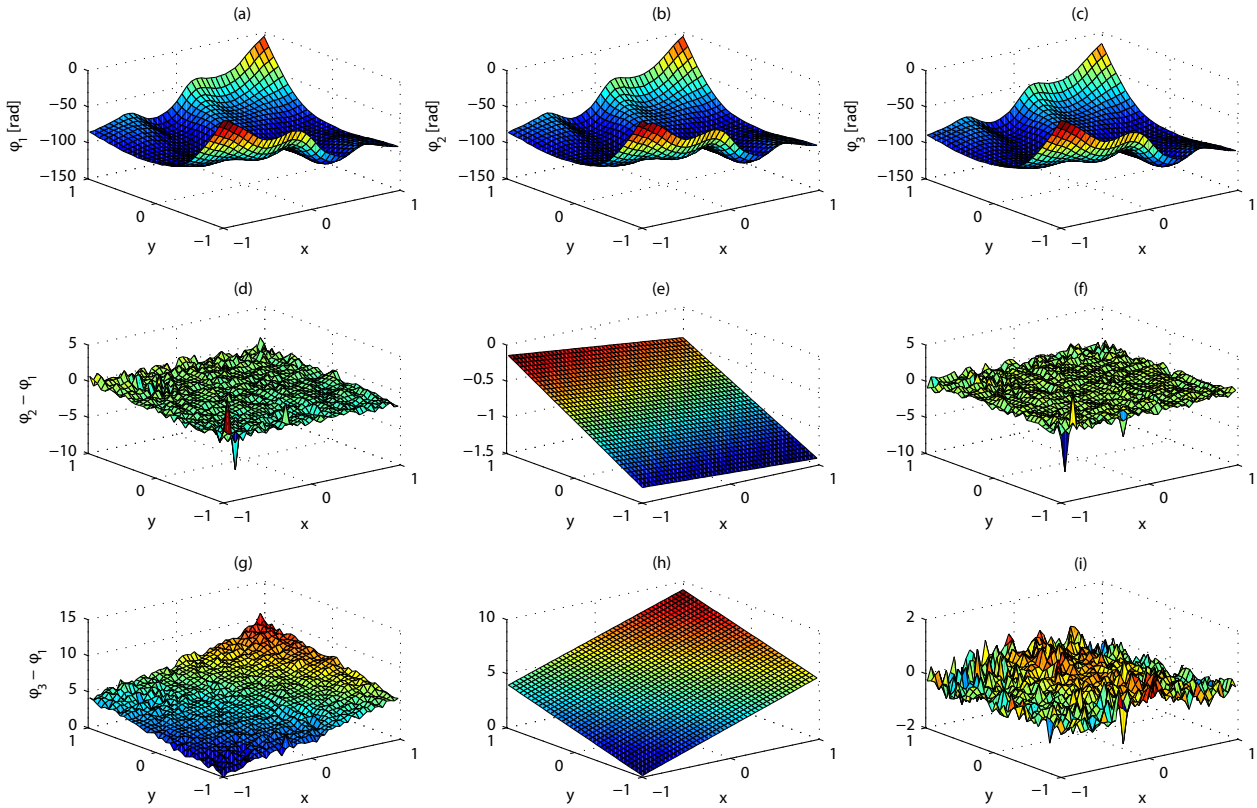 (a)
0
−50
−100
−150
φ1 [rad]
1
0
−1
y
−1
0
1
x
(b)
0
−50
−100
−150
φ2 [rad]
1
0
−1
y
−1
0
1
x
(c)
0
−50
−100
−150
φ3 [rad]
1
0
−1
y
−1
0
1
x
(d)
5
0
−5
−10
φ2 − φ1
1
0
−1
y
−1
0
1
x
(e)
0
−0.5
−1
−1.5
1
0
−1
y
−1
0
1
x
(f)
5
0
−5
−10
1
0
−1
y
−1
0
1
x
(g)
15
10
5
0
φ3 − φ1
1
0
−1
y
−1
0
1
x
(h)
10
5
0
1
0
−1
y
−1
0
1
x
(i)
2
0
−2
1
0
−1
y
−1
0
1
x